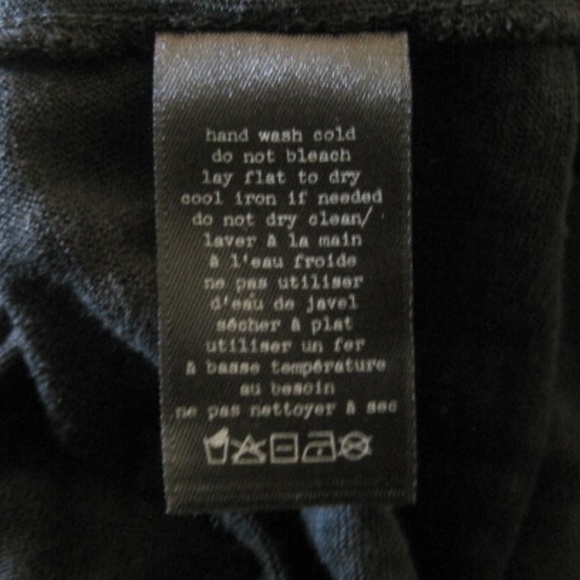 hand wash cold
do not bleach
lay flat to dry
cool iron if needed
do not dry clean/
laver à la main
à l'eau froide
ne pas utiliser
d'eau de javel
sécher à plat
utiliser un fer
à basse température
au besoin
ne pas nettoyer à sec